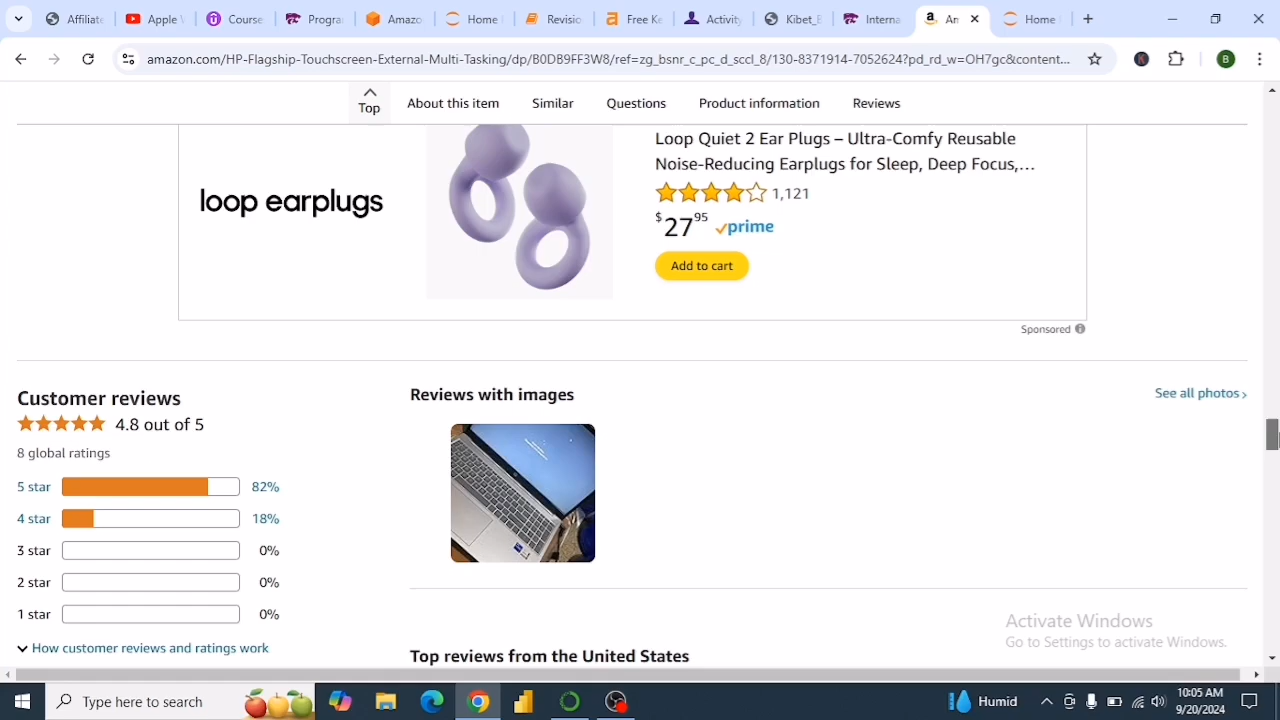 Affiliate
Apple W
Course
Progra
Amazo
Home
Revisio
Free Ke
Activity
Kibet_B
Interna
Am
Home
amazon.com/HP-Flagship-Touchscreen-External-Multi-Tasking/dp/B0DB9FF3W8/ref=zg_bsnr_c_pc_d_sccl_8/130-8371914-7052624?pd_rd_w=OH7gc&content...
B
Top
About this item
Similar
Questions
Product information
Reviews
loop earplugs
Loop Quiet 2 Ear Plugs – Ultra-Comfy Reusable
Noise-Reducing Earplugs for Sleep, Deep Focus,...
1,121
$27.95 prime
Add to cart
Sponsored
Customer reviews
4.8 out of 5
8 global ratings
5 star 82%
4 star 18%
3 star 0%
2 star 0%
1 star 0%
How customer reviews and ratings work
Reviews with images
See all photos
Top reviews from the United States
Activate Windows
Go to Settings to activate Windows.
Type here to search
Humid
10:05 AM
9/20/2024